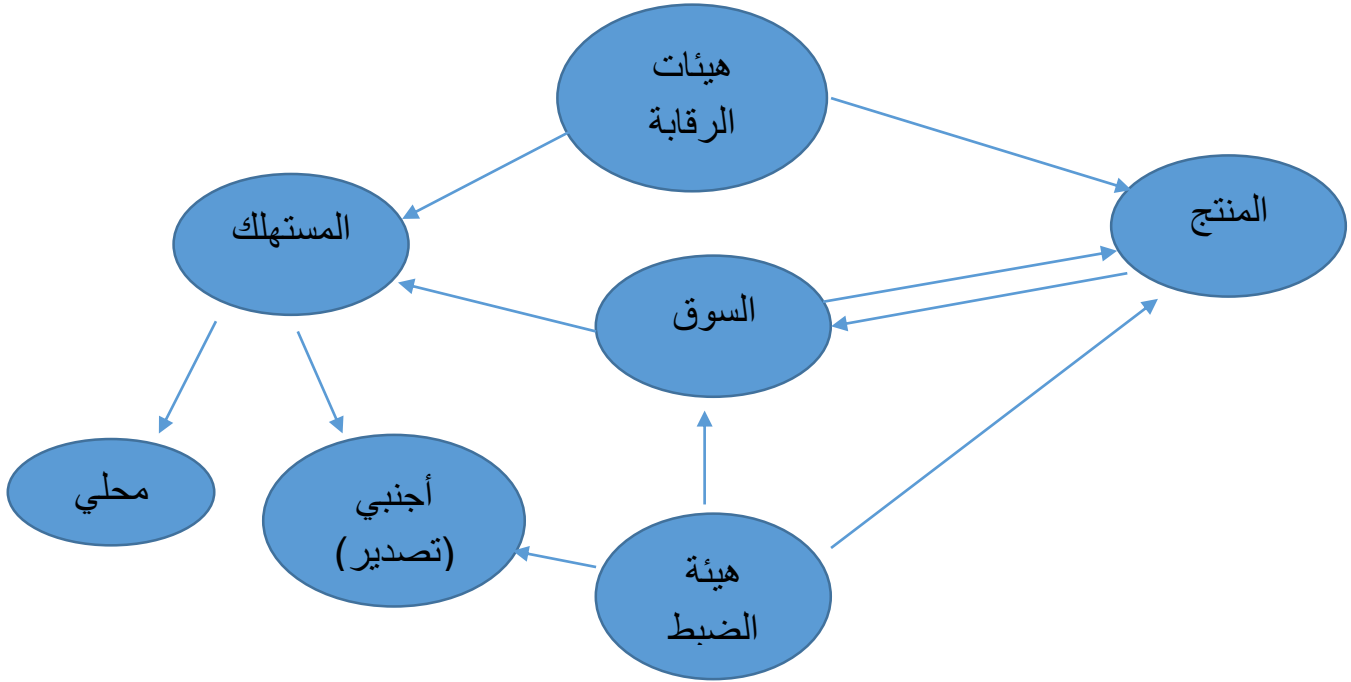 هيئات
الرقابة
المنتج
المستهلك
السوق
محلي
أجنبي
(تصدير)
هيئة
الضبط